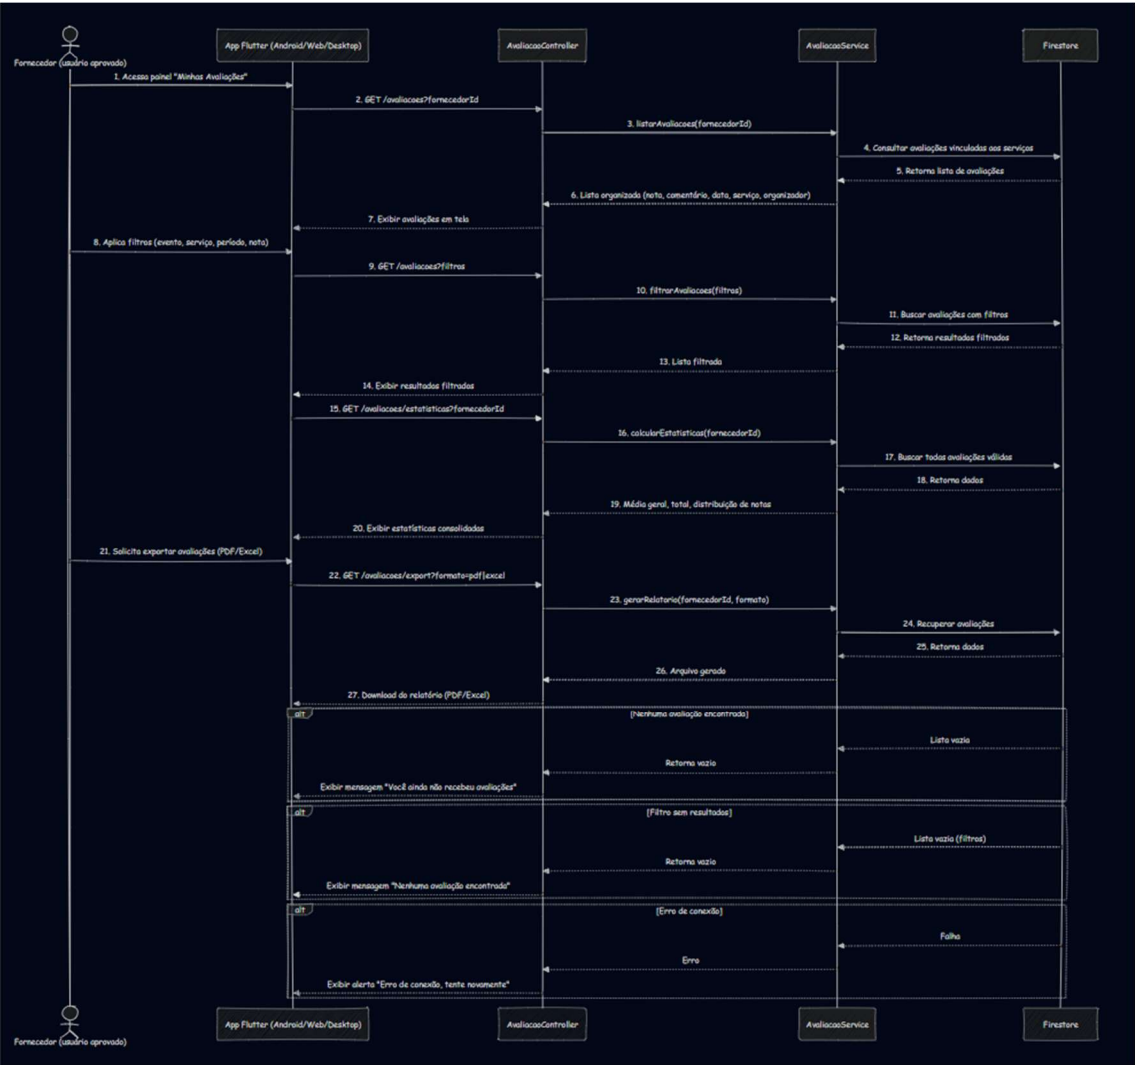 App Flutter (Android/Web/Desktop)
AvaliacaoController
AvaliacaoService
Firestore
Fornecedor (usuário aprovado)
1. Acessa painel "Minhas Avaliações"
2. GET /avaliacoes?fornecedorId
3. listarAvaliacoes(fornecedorId)
4. Consultar avaliações vinculadas aos serviços
5. Retorna lista de avaliações
6. Lista organizada (nota, comentário, data, serviço, organizador)
7. Exibir avaliações em tela
8. Aplica filtros (evento, serviço, período, nota)
9. GET /avaliacoes?filtros
10. filtrarAvaliacoes(filtros)
11. Buscar avaliações com filtros
12. Retorna resultados filtrados
13. Lista filtrada
14. Exibir resultados filtrados
15. GET /avaliacoes/estatisticas?fornecedorId
16. calcularEstatisticas(fornecedorId)
17. Buscar todas avaliações válidas
18. Retorna dados
19. Média geral, total, distribuição de notas
20. Exibir estatísticas consolidadas
21. Solicita exportar avaliações (PDF/Excel)
22. GET /avaliacoes/export?formato=pdf|excel
23. gerarRelatorio(fornecedorId, formato)
24. Recuperar avaliações
25. Retorna dados
26. Arquivo gerado
27. Download do relatório (PDF/Excel)
alt
[Nenhuma avaliação encontrada]
Lista vazia
Retorna vazio
Exibir mensagem "Você ainda não recebeu avaliações"
alt
[Filtro sem resultados]
Lista vazia (filtros)
Retorna vazio
Exibir mensagem "Nenhuma avaliação encontrada"
alt
[Erro de conexão]
Falha
Erro
Exibir alerta "Erro de conexão, tente novamente"
App Flutter (Android/Web/Desktop)
AvaliacaoController
AvaliacaoService
Firestore
Fornecedor (usuário aprovado)